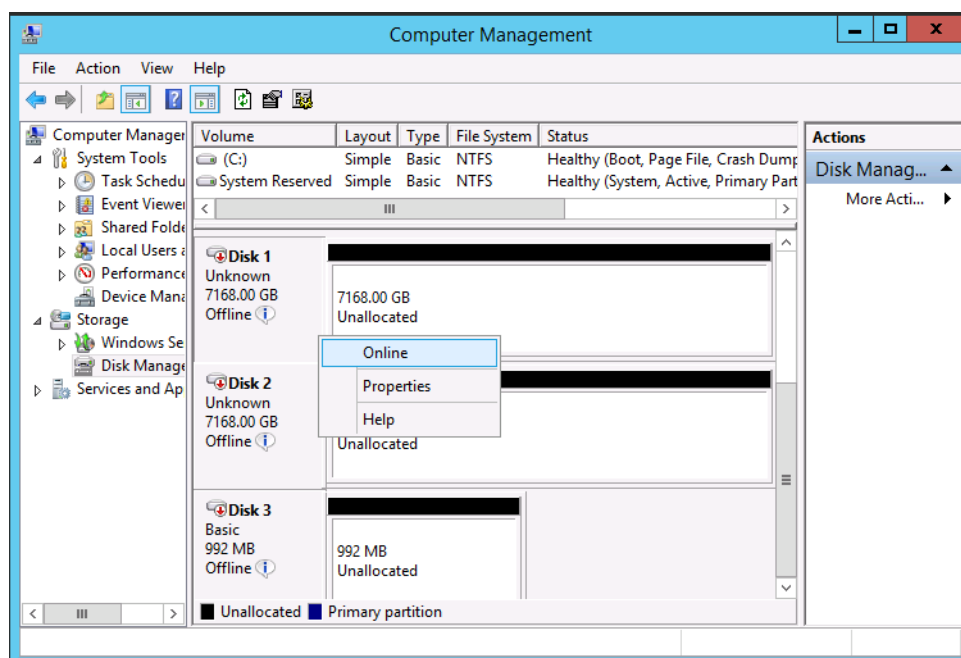 Computer Management
File Action View Help
Computer Manager
System Tools
Task Schedu
Event Viewer
Shared Folde
Local Users a
Performance
Device Mana
Storage
Windows Se
Disk Manage
Services and Ap
Volume Layout Type File System Status
(C:) Simple Basic NTFS Healthy (Boot, Page File, Crash Dump
System Reserved Simple Basic NTFS Healthy (System, Active, Primary Part
Disk 1
Unknown
7168.00 GB
Offline
7168.00 GB
Unallocated
Online
Properties
Help
Disk 2
Unknown
7168.00 GB
Offline
Unallocated
Disk 3
Basic
992 MB
Offline
992 MB
Unallocated
Unallocated Primary partition
Actions
Disk Manag...
More Acti...